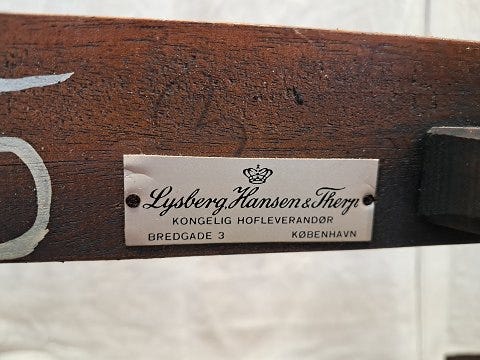 Lysberg, Hansen & Therp
KONGELIG HOFLEVERANDØR
BREDGADE 3 KØBENHAVN